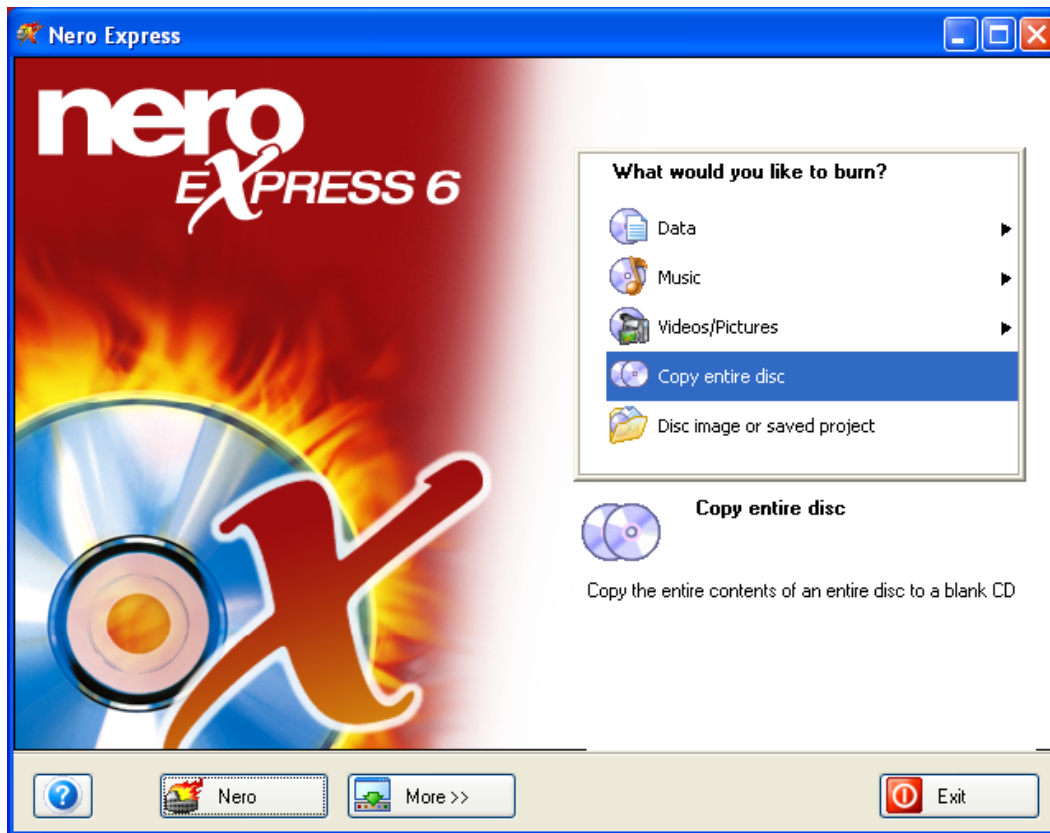 Nero Express
nero
EXPRESS 6
What would you like to burn?
Data
Music
Videos/Pictures
Copy entire disc
Disc image or saved project
Copy entire disc
Copy the entire contents of an entire disc to a blank CD
?
Nero
More >>
Exit